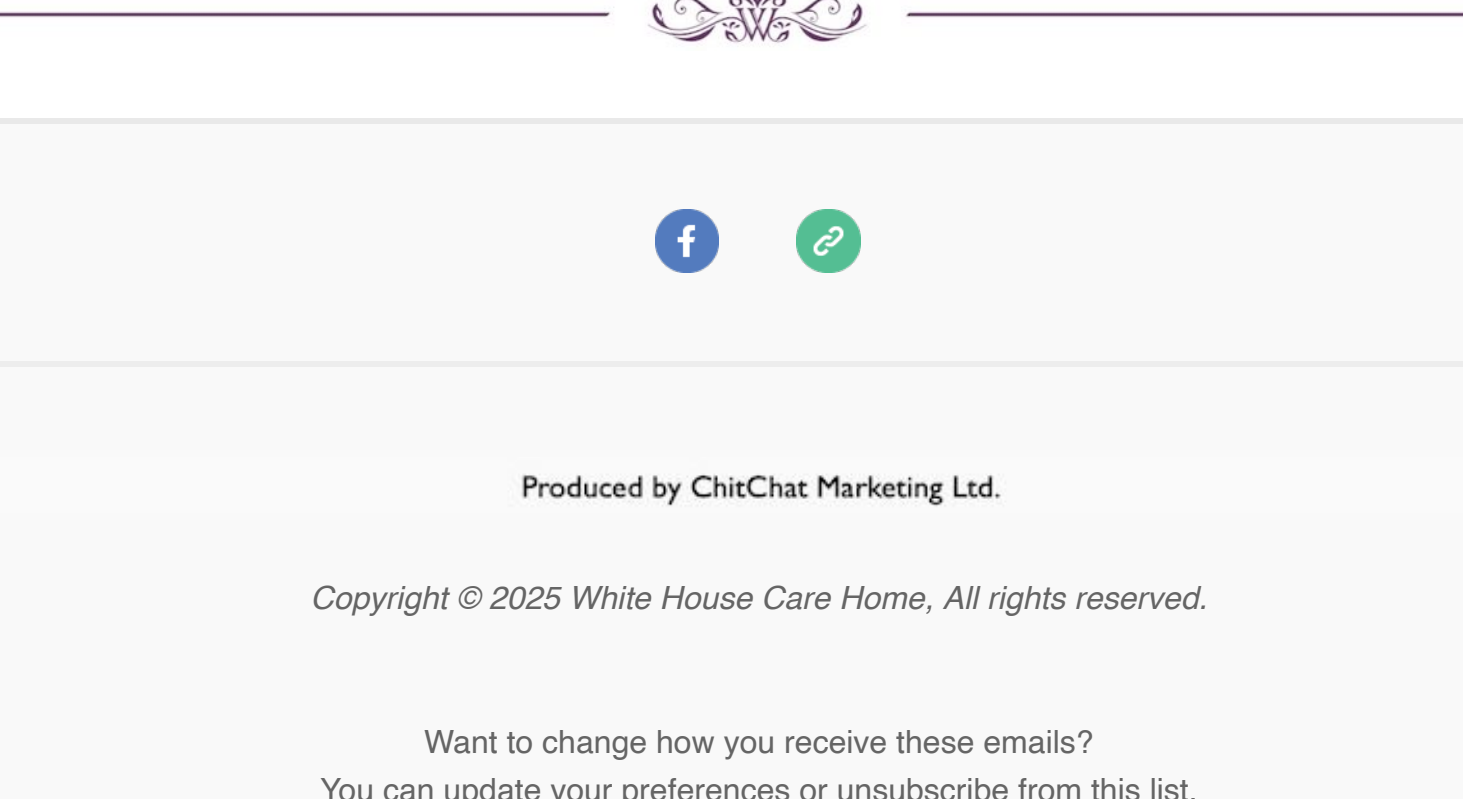 W
Produced by ChitChat Marketing Ltd.
Copyright © 2025 White House Care Home, All rights reserved.
Want to change how you receive these emails?
You can update your preferences or unsubscribe from this list.